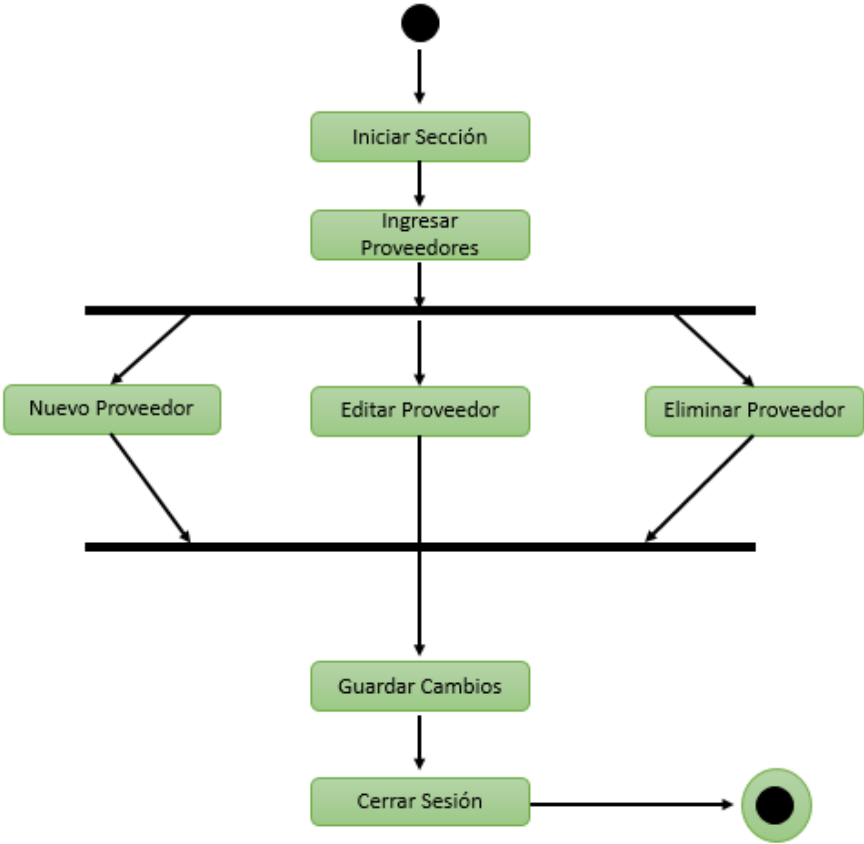 Iniciar Sección
Ingresar
Proveedores
Nuevo Proveedor
Editar Proveedor
Eliminar Proveedor
Guardar Cambios
Cerrar Sesión